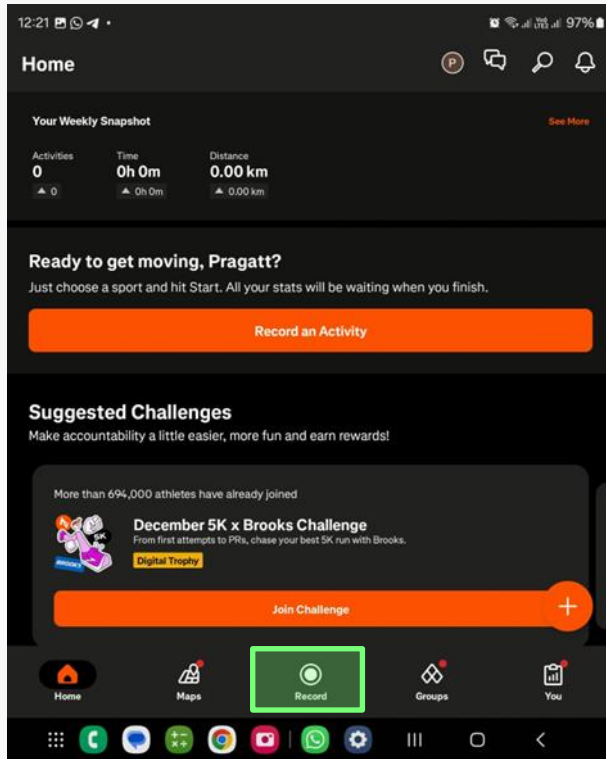 12:21
97%
Home
P
Your Weekly Snapshot
See More
Activities Time Distance
0 0h 0m 0.00 km
0 0h 0m 0.00 km
Ready to get moving, Pragatt?
Just choose a sport and hit Start. All your stats will be waiting when you finish.
Record an Activity
Suggested Challenges
Make accountability a little easier, more fun and earn rewards!
More than 694,000 athletes have already joined
December 5K x Brooks Challenge
From first attempts to PRs, chase your best 5K run with Brooks.
5K
BROOKS
Digital Trophy
Join Challenge
Home Maps Record Groups You